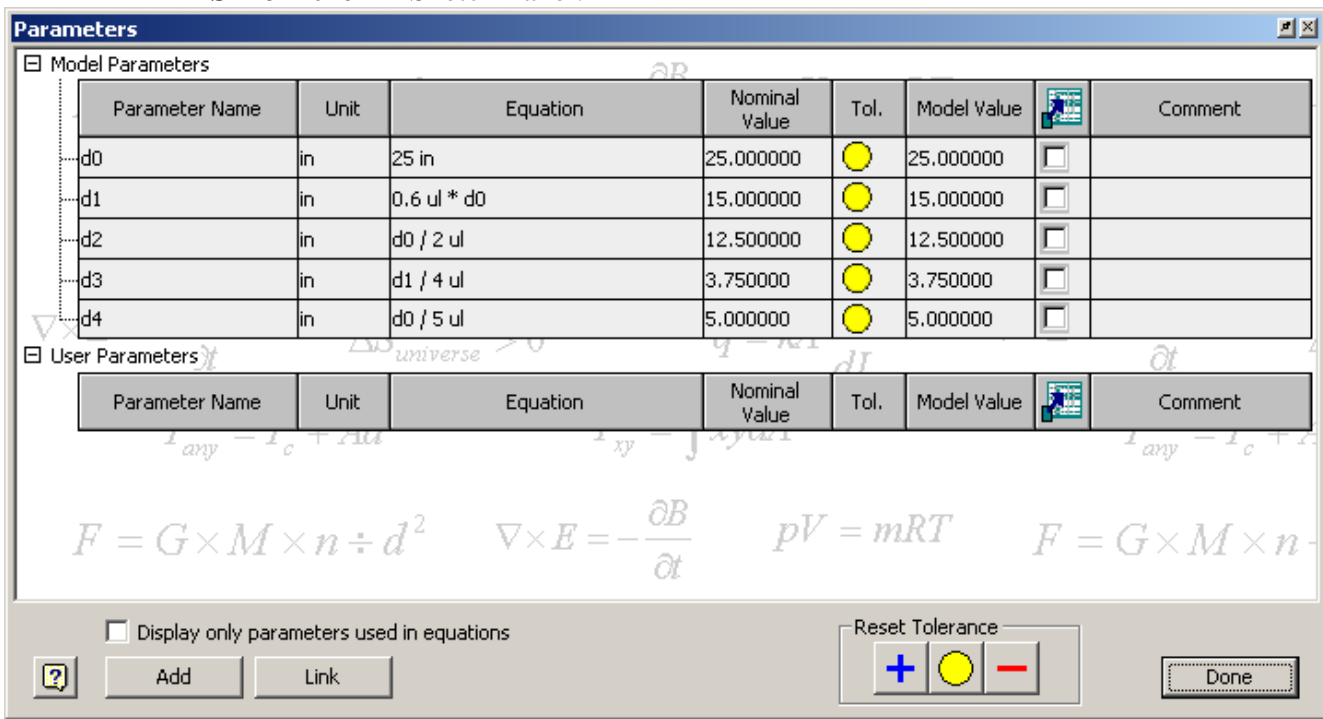 Parameters
Model Parameters
Parameter Name Unit Equation Nominal Value Tol. Model Value Comment
d0 in 25 in 25.000000 25.000000
d1 in 0.6 ul * d0 15.000000 15.000000
d2 in d0 / 2 ul 12.500000 12.500000
d3 in d1 / 4 ul 3.750000 3.750000
d4 in d0 / 5 ul 5.000000 5.000000
User Parameters
Parameter Name Unit Equation Nominal Value Tol. Model Value Comment
F = G × M × n ÷ d² ∇ × E = − ∂B / ∂t pV = mRT F = G × M × n
Display only parameters used in equations
Reset Tolerance
Add Link Done